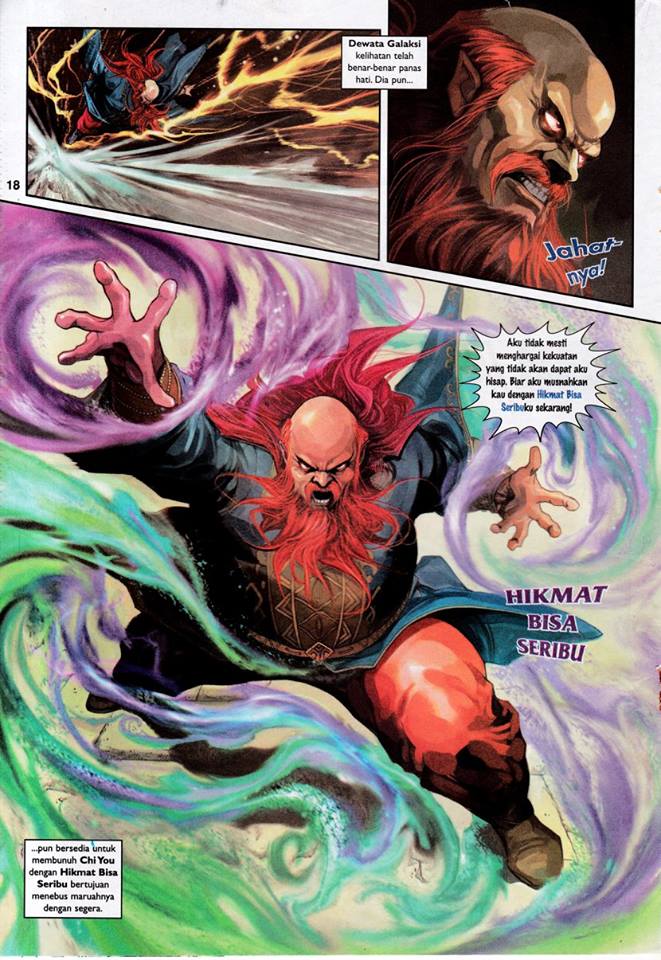 Dewata Galaksi
kelihatan telah
benar-benar panas
hati. Dia pun...
18
Jahat-
nya!
Aku tidak mesti
menghargai kekuatan
yang tidak akan dapat aku
hisap. Biar aku musnahkan
kau dengan Hikmat Bisa
Seribuku sekarang!
HIKMAT
BISA
SERIBU
...pun bersedia untuk
membunuh Chi You
dengan Hikmat Bisa
Seribu bertujuan
menebus maruahnya
dengan segera.